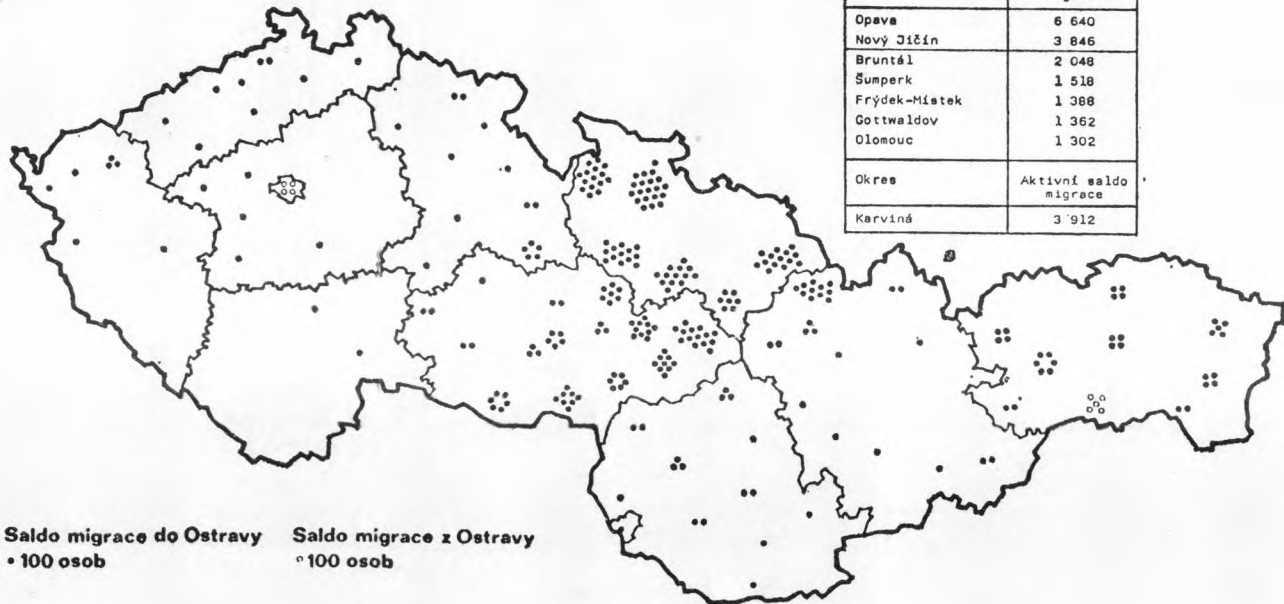 Opava 6 640
Nový Jičín 3 846
Bruntál 2 048
Šumperk 1 518
Frýdek-Místek 1 388
Gottwaldov 1 362
Olomouc 1 302
Okres Aktivní saldo
migrace
Karviná 3 912
Saldo migrace do Ostravy Saldo migrace z Ostravy
• 100 osob ° 100 osob